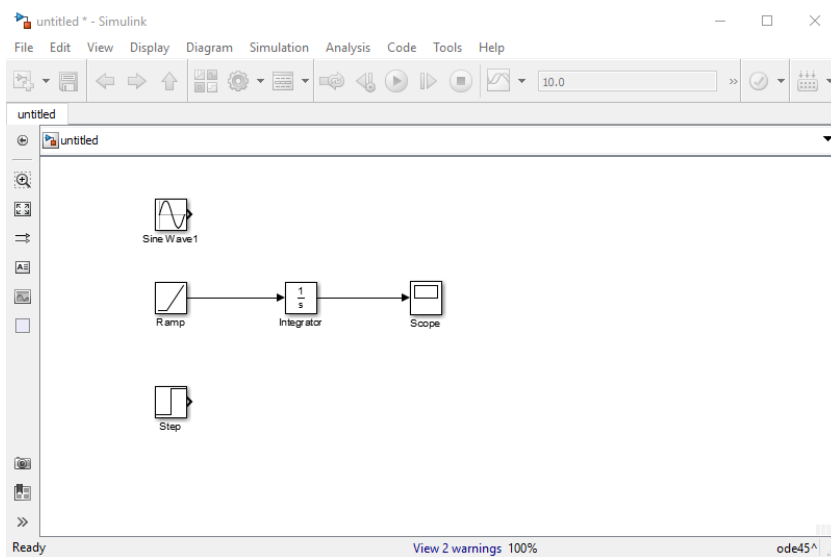 untitled * - Simulink
File Edit View Display Diagram Simulation Analysis Code Tools Help
10.0 »
untitled
untitled
Sine Wave1
1
s
Ramp Integrator Scope
Step
Ready View 2 warnings 100% ode45^